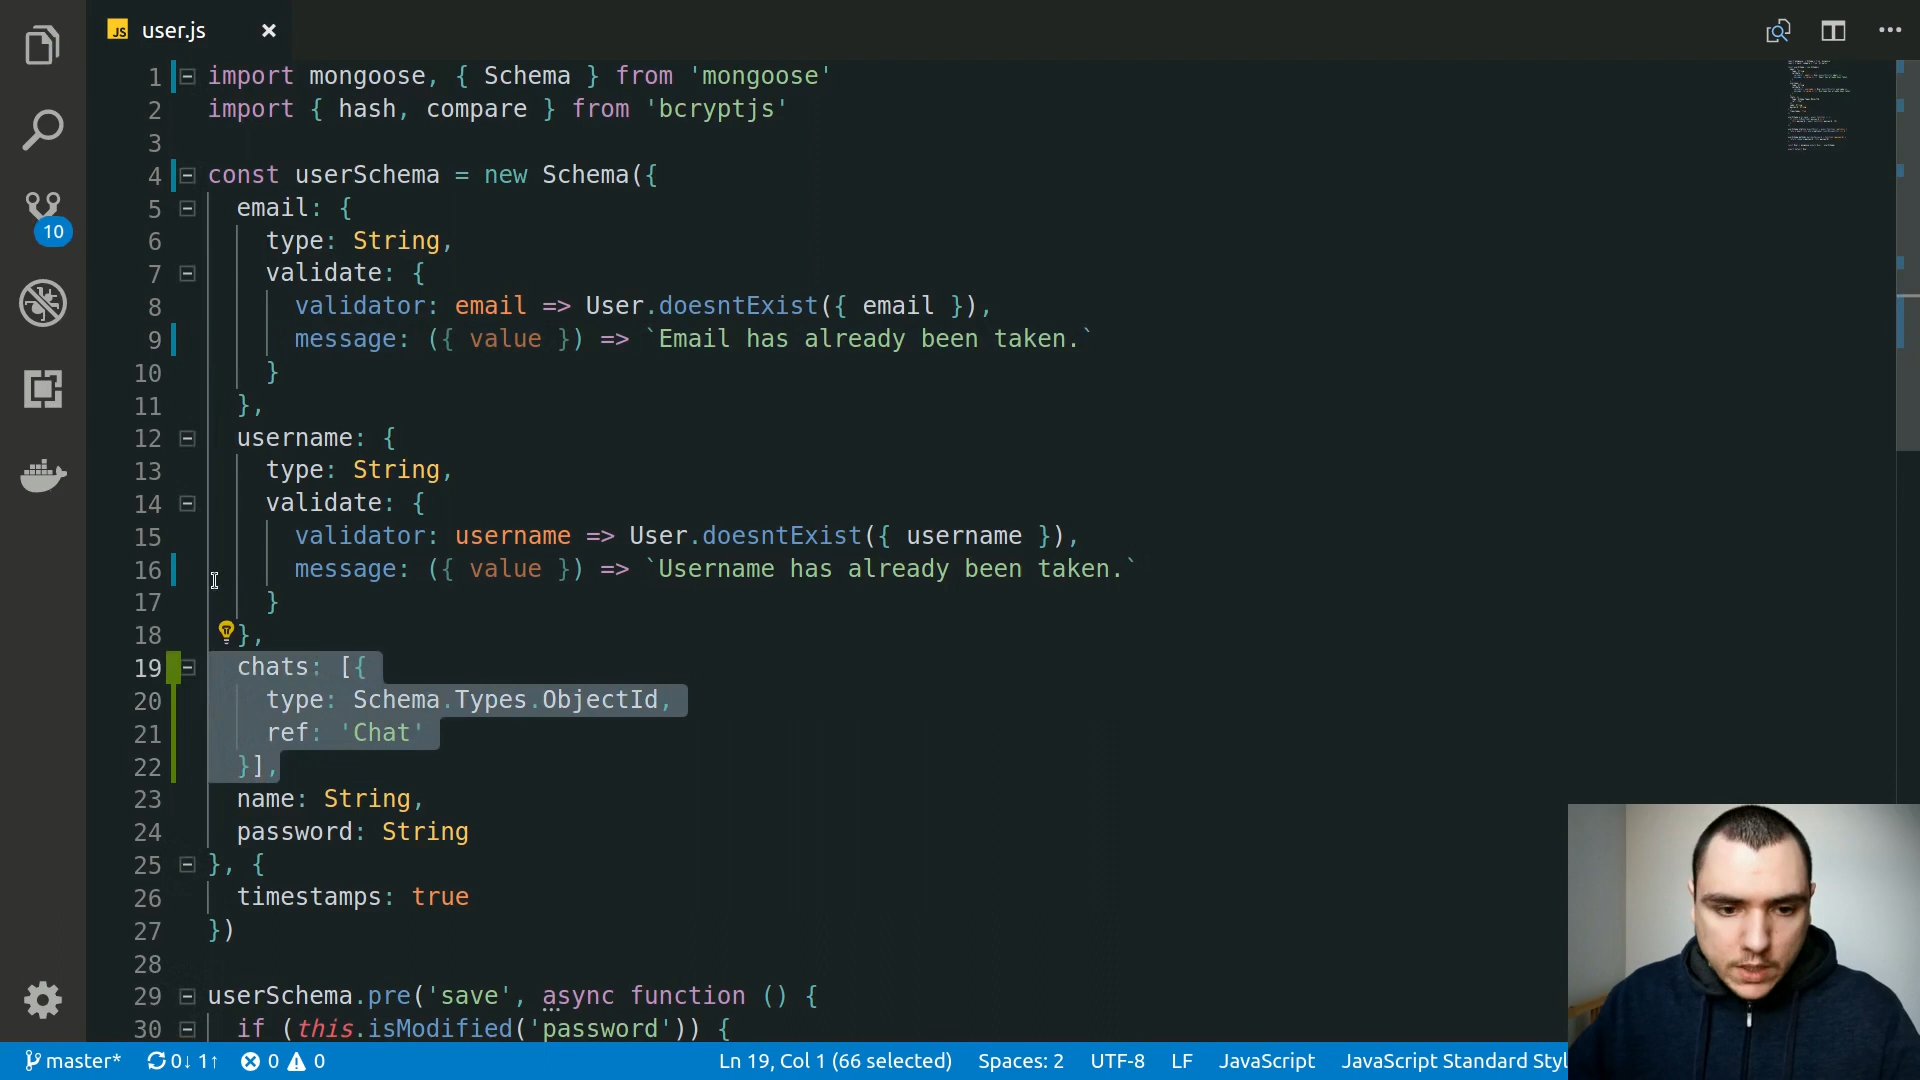 JS user.js
1 import mongoose, { Schema } from 'mongoose'
2 import { hash, compare } from 'bcryptjs'
3
4 const userSchema = new Schema({
5 email: {
6 type: String,
7 validate: {
8 validator: email => User.doesntExist({ email }),
9 message: ({ value }) => `Email has already been taken.`
10 }
11 },
12 username: {
13 type: String,
14 validate: {
15 validator: username => User.doesntExist({ username }),
16 message: ({ value }) => `Username has already been taken.`
17 }
18 },
19 chats: [{
20 type: Schema.Types.ObjectId,
21 ref: 'Chat'
22 }],
23 name: String,
24 password: String
25 }, {
26 timestamps: true
27 })
28
29 userSchema.pre('save', async function () {
30 if (this.isModified('password')) {
10
master* 0↓ 1↑ 0 0 Ln 19, Col 1 (66 selected) Spaces: 2 UTF-8 LF JavaScript JavaScript Standard Styl